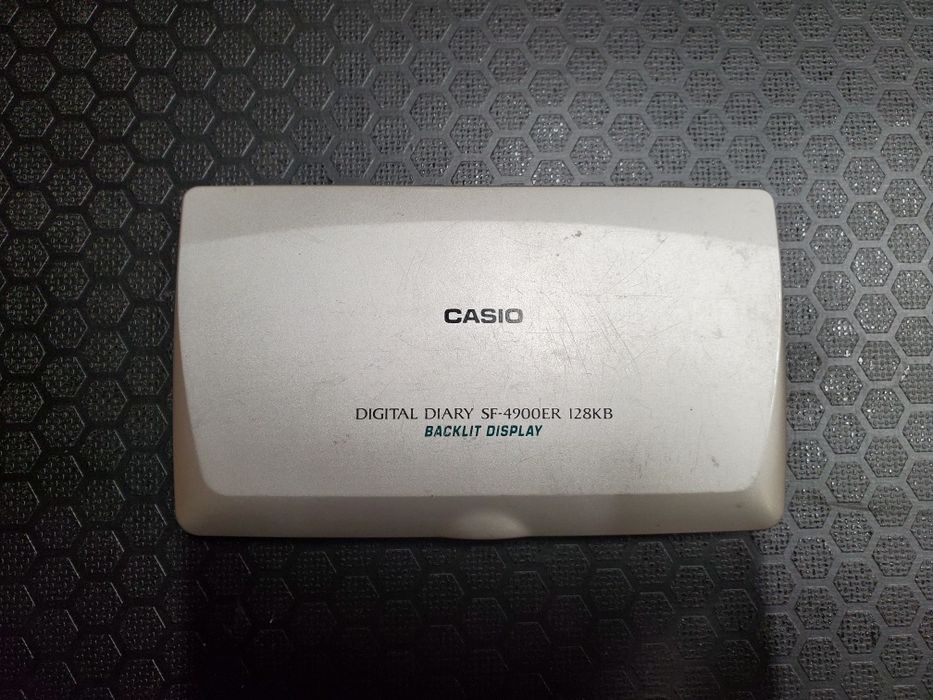 CASIO
DIGITAL DIARY SF-4900ER 128KB
BACKLIT DISPLAY